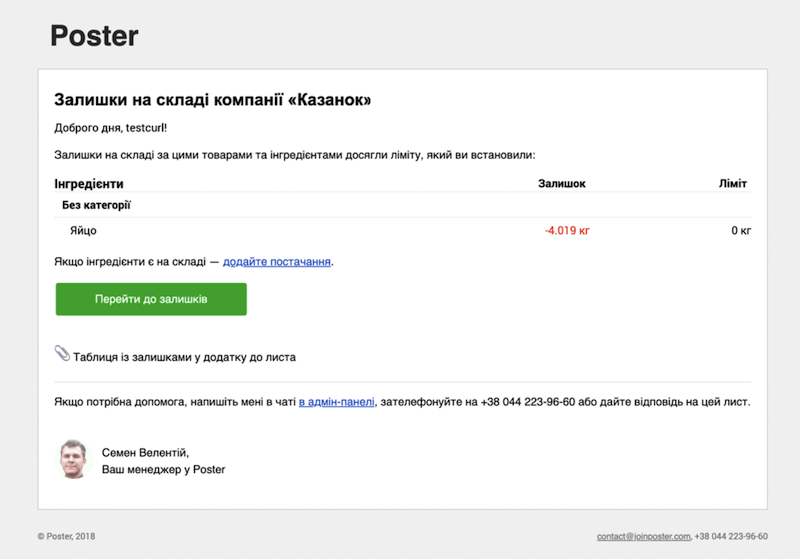 Poster
Залишки на складі компанії «Казанок»
Доброго дня, testcurl!
Залишки на складі за цими товарами та інгредієнтами досягли ліміту, який ви встановили:
Інгредієнти Залишок Ліміт
Без категорії
Яйцо -4.019 кг 0 кг
Якщо інгредієнти є на складі — додайте постачання.
Перейти до залишків
Таблиця із залишками у додатку до листа
Якщо потрібна допомога, напишіть мені в чаті в адмін-панелі, зателефонуйте на +38 044 223-96-60 або дайте відповідь на цей лист.
Семен Велентій,
Ваш менеджер у Poster
© Poster, 2018 contact@joinposter.com, +38 044 223-96-60